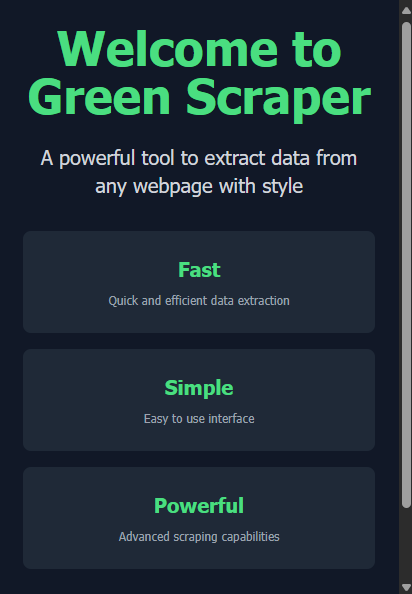 Welcome to
Green Scraper
A powerful tool to extract data from
any webpage with style
Fast
Quick and efficient data extraction
Simple
Easy to use interface
Powerful
Advanced scraping capabilities